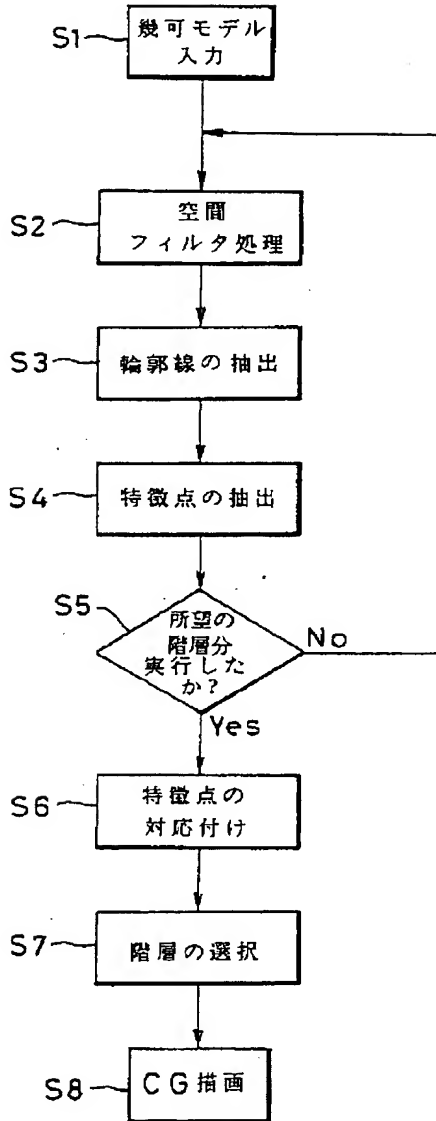 S1
幾可モデル
入力
S2
空間
フィルタ処理
S3
輪郭線の抽出
S4
特徴点の抽出
S5
所望の
階層分
実行した
か?
No
Yes
S6
特徴点の
対応付け
S7
階層の選択
S8
CG描画